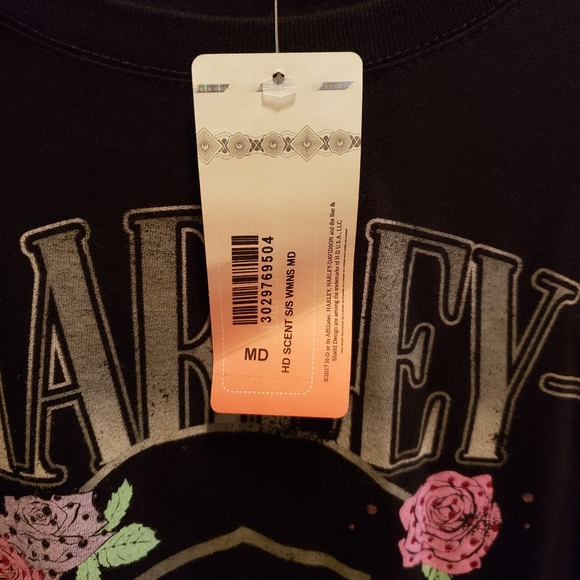 HARLEY-
3029769504
HD SCENT S/S WMNS MD
MD
©2017 H-D or its Affiliates. HARLEY, HARLEY-DAVIDSON and the Bar &
Shield Design are among the trademarks of H-D U.S.A., LLC.